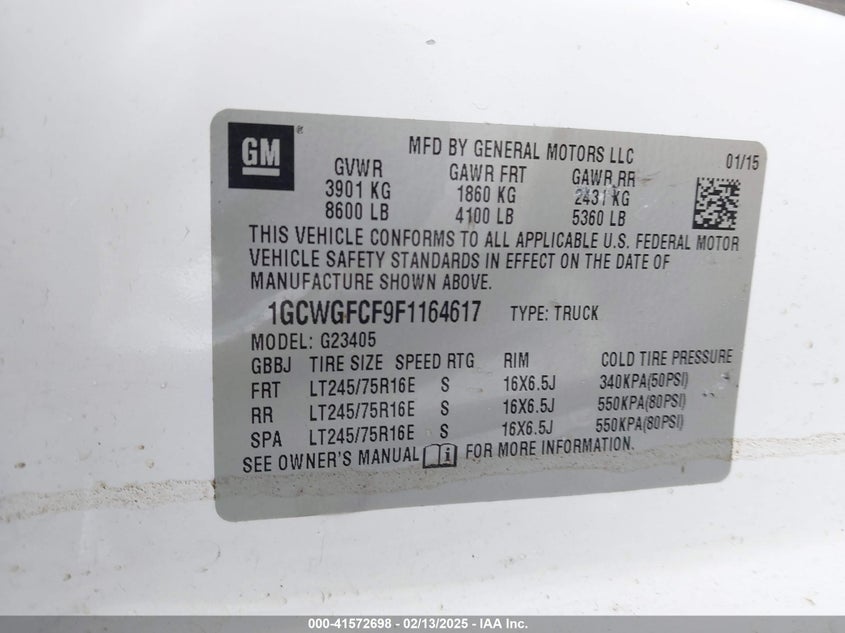 GM ®
MFD BY GENERAL MOTORS LLC 01/15
GVWR GAWR FRT GAWR RR
3901 KG 1860 KG 2431 KG
8600 LB 4100 LB 5360 LB
THIS VEHICLE CONFORMS TO ALL APPLICABLE U.S. FEDERAL MOTOR
VEHICLE SAFETY STANDARDS IN EFFECT ON THE DATE OF
MANUFACTURE SHOWN ABOVE.
1GCWGFCF9F1164617 TYPE: TRUCK
MODEL: G23405
GBBJ TIRE SIZE SPEED RTG RIM COLD TIRE PRESSURE
FRT LT245/75R16E S 16X6.5J 340KPA(50PSI)
RR LT245/75R16E S 16X6.5J 550KPA(80PSI)
SPA LT245/75R16E S 16X6.5J 550KPA(80PSI)
SEE OWNER'S MANUAL i FOR MORE INFORMATION.
000-41572698 - 02/13/2025 - IAA Inc.